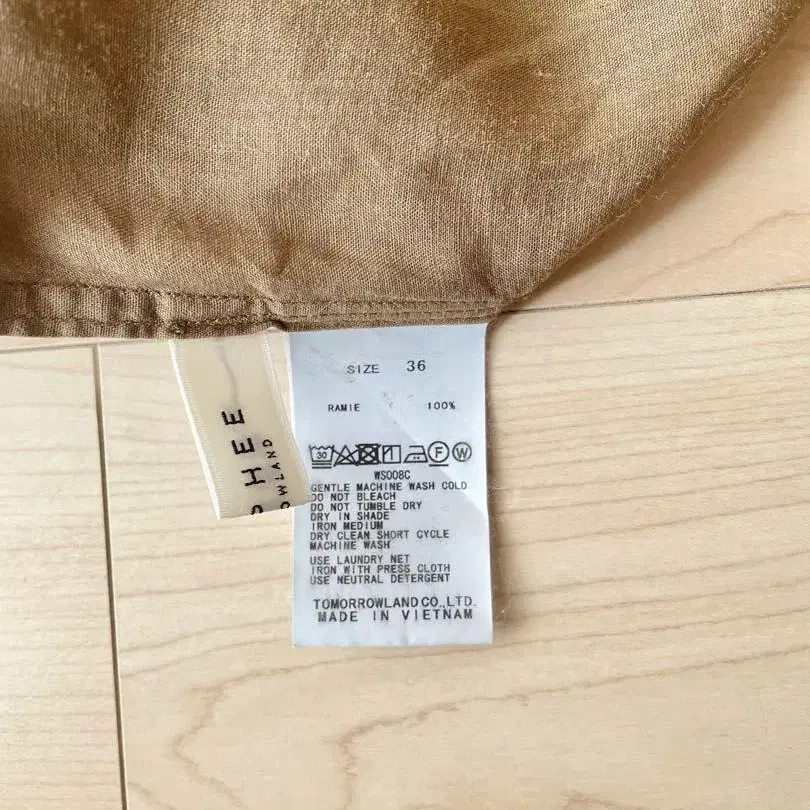 HEE
OWLAND
SIZE 36
RAMIE 100%
30
F W
WS008C
GENTLE MACHINE WASH COLD
DO NOT BLEACH
DO NOT TUMBLE DRY
DRY IN SHADE
IRON MEDIUM
DRY CLEAN SHORT CYCLE
MACHINE WASH
USE LAUNDRY NET
IRON WITH PRESS CLOTH
USE NEUTRAL DETERGENT
TOMORROWLAND CO.,LTD.
MADE IN VIETNAM